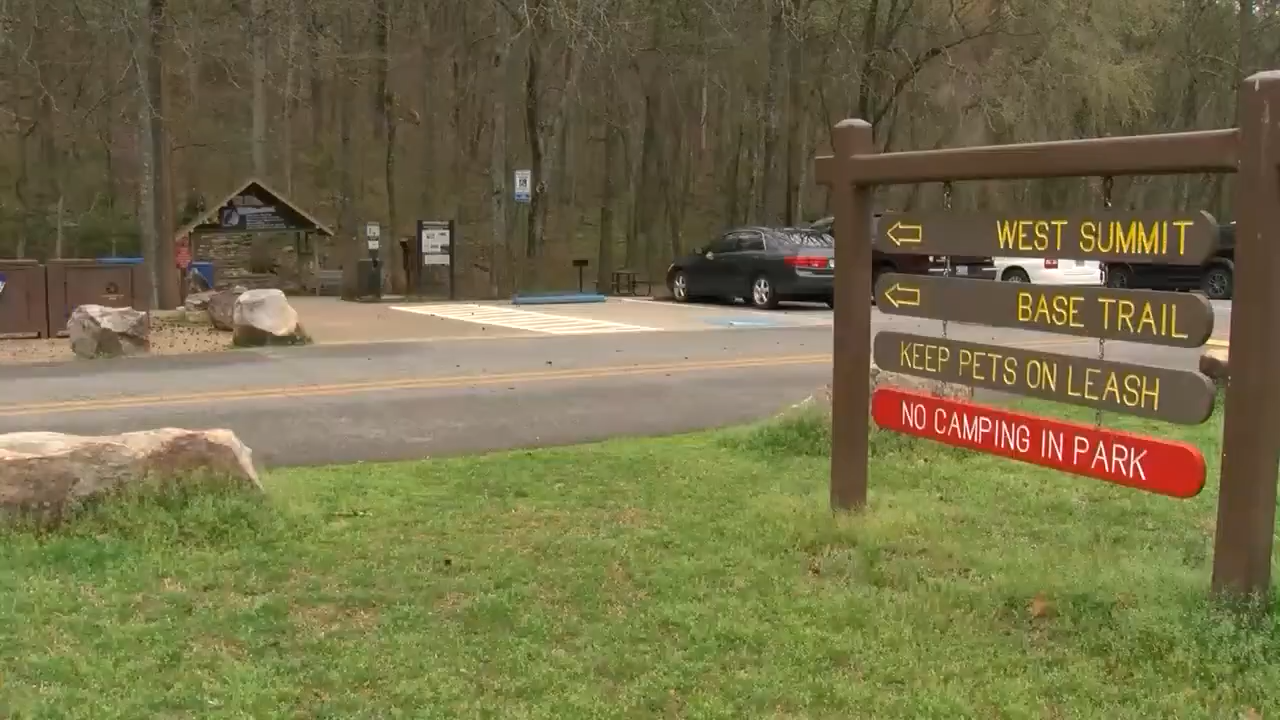 WEST SUMMIT
BASE TRAIL
KEEP PETS ON LEASH
NO CAMPING IN PARK